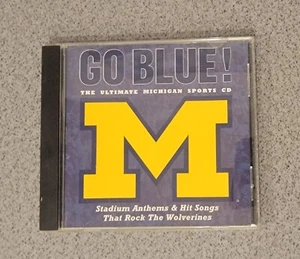 GO BLUE!
THE ULTIMATE MICHIGAN SPORTS CD
M
Stadium Anthems & Hit Songs
That Rock The Wolverines